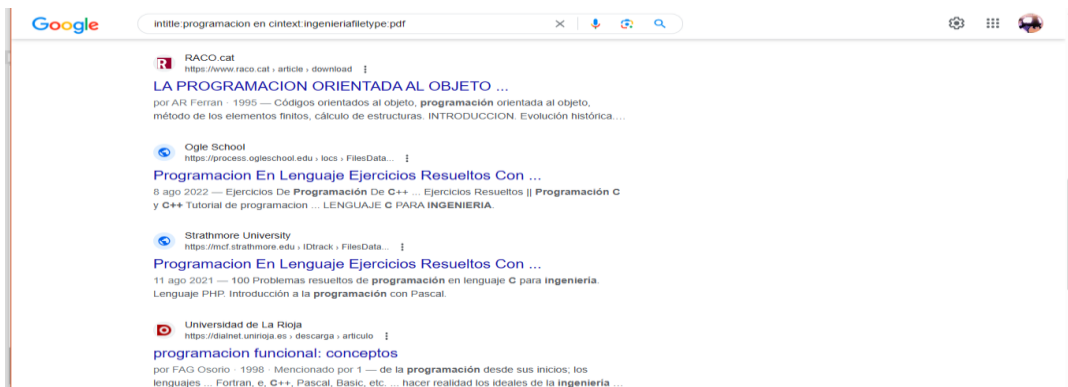 Google
intitle:programacion en cintext:ingenieriafiletype:pdf
RACO.cat
https://www.raco.cat › article › download
LA PROGRAMACION ORIENTADA AL OBJETO ...
por AR Ferran · 1995 — Códigos orientados al objeto, programación orientada al objeto,
método de los elementos finitos, cálculo de estructuras. INTRODUCCION. Evolución histórica....
Ogle School
https://process.ogleschool.edu › locs › FilesData...
Programacion En Lenguaje Ejercicios Resueltos Con ...
8 ago 2022 — Ejercicios De Programación De C++ ... Ejercicios Resueltos || Programación C
y C++ Tutorial de programacion ... LENGUAJE C PARA INGENIERIA.
Strathmore University
https://mcf.strathmore.edu › IDtrack › FilesData...
Programacion En Lenguaje Ejercicios Resueltos Con ...
11 ago 2021 — 100 Problemas resueltos de programación en lenguaje C para ingeniería.
Lenguaje PHP. Introducción a la programación con Pascal.
Universidad de La Rioja
https://dialnet.unirioja.es › descarga › articulo
programacion funcional: conceptos
por FAG Osorio · 1998 · Mencionado por 1 — de la programación desde sus inicios; los
lenguajes ... Fortran, e, C++, Pascal, Basic, etc. ... hacer realidad los ideales de la ingeniería ...